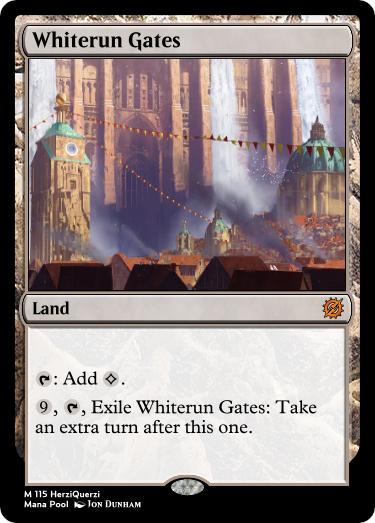 Whiterun Gates
Land
: Add .
9, , Exile Whiterun Gates: Take
an extra turn after this one.
M 115 HerziQuerzi
Mana Pool Jon Dunham